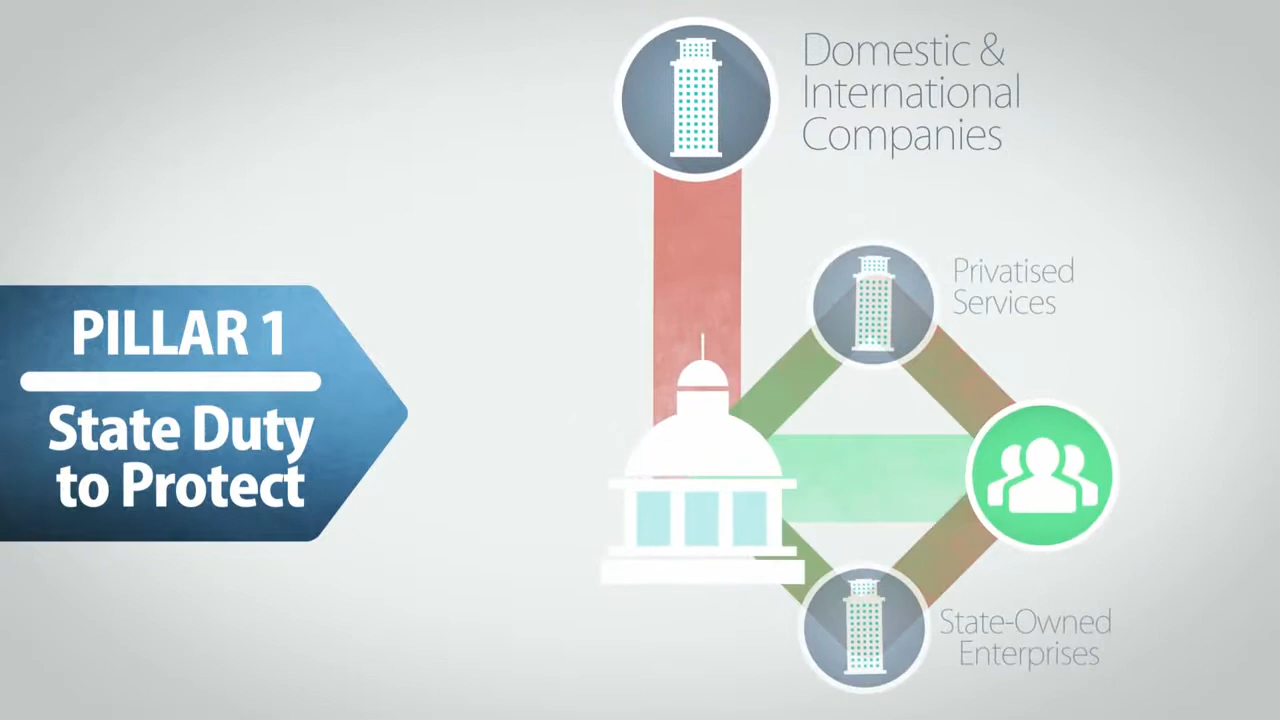 Domestic &
International
Companies
Privatised
Services
PILLAR 1
State Duty
to Protect
State-Owned
Enterprises